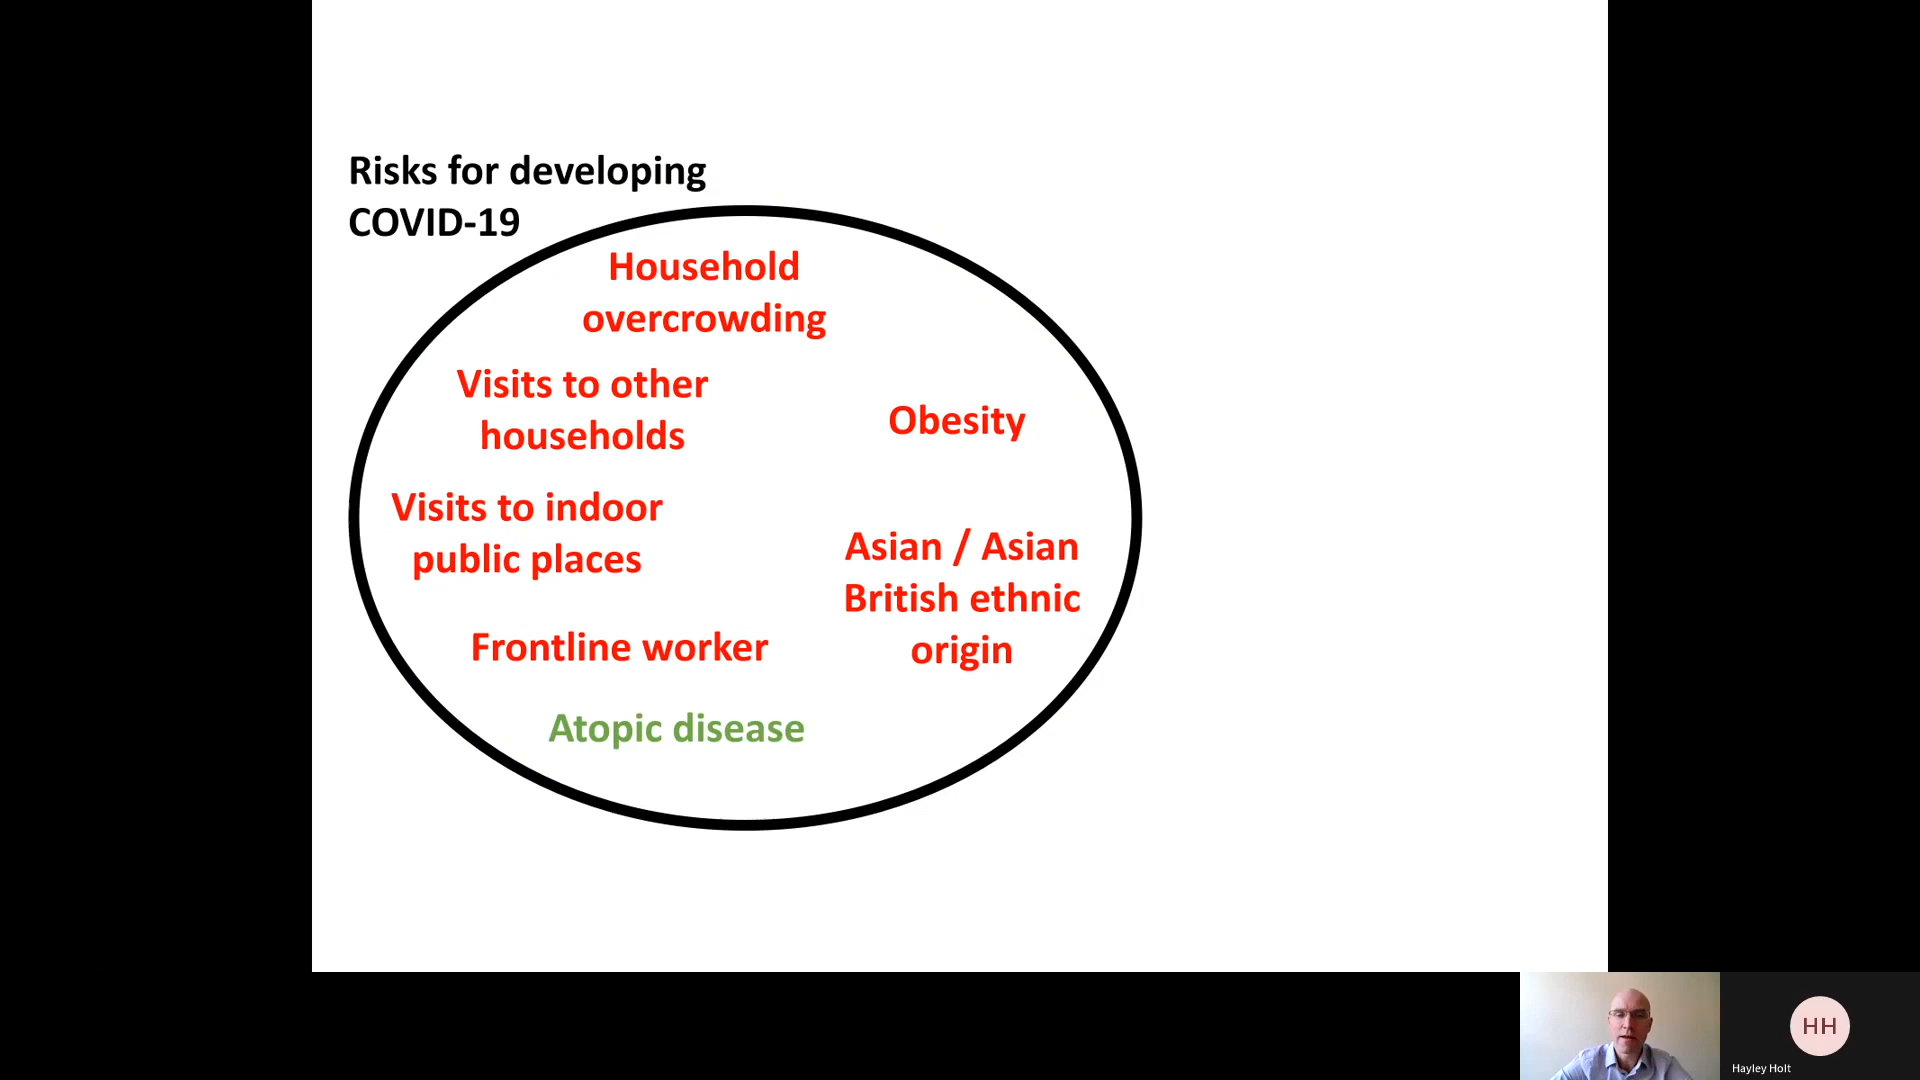 Risks for developing
COVID-19
Household
overcrowding
Visits to other
households
Obesity
Visits to indoor
public places
Asian / Asian
British ethnic
origin
Frontline worker
Atopic disease
HH
Hayley Holt